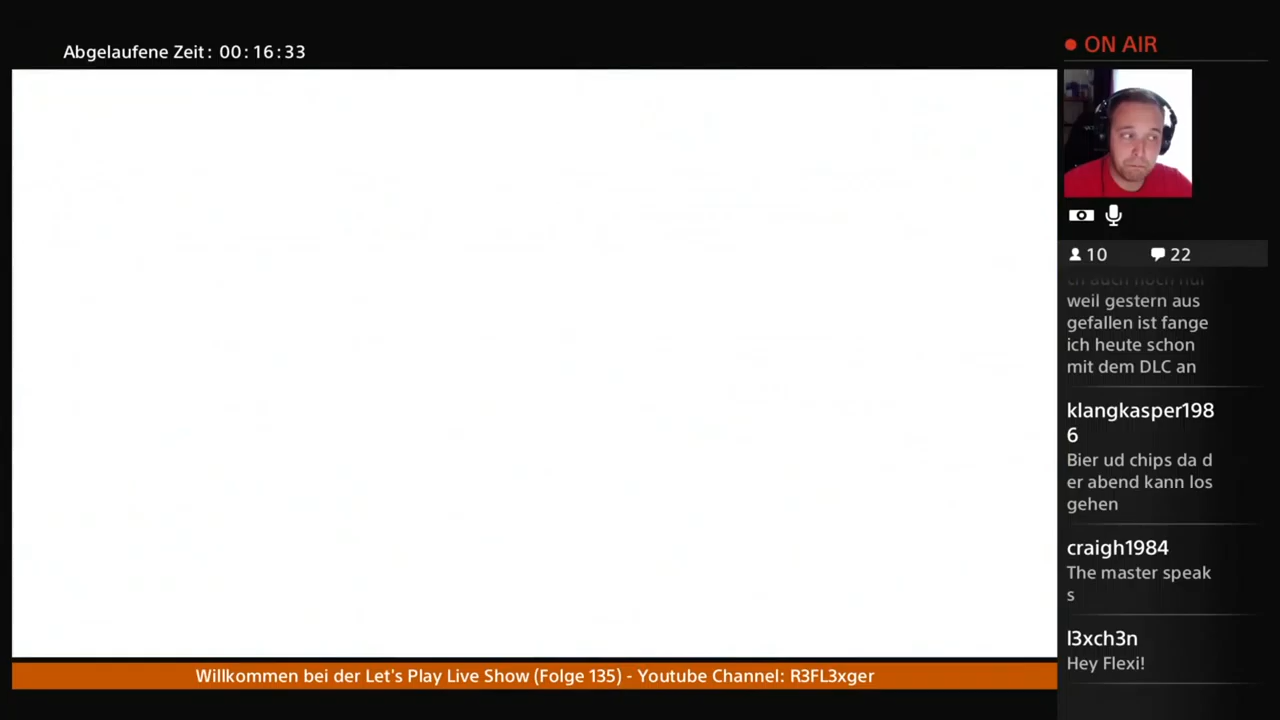 Abgelaufene Zeit: 00:16:33
ON AIR
10 22
weil gestern aus
gefallen ist fange
ich heute schon
mit dem DLC an
klangkasper198
6
Bier ud chips da d
er abend kann los
gehen
craigh1984
The master speak
s
l3xch3n
Hey Flexi!
Willkommen bei der Let's Play Live Show (Folge 135) - Youtube Channel: R3FL3xger